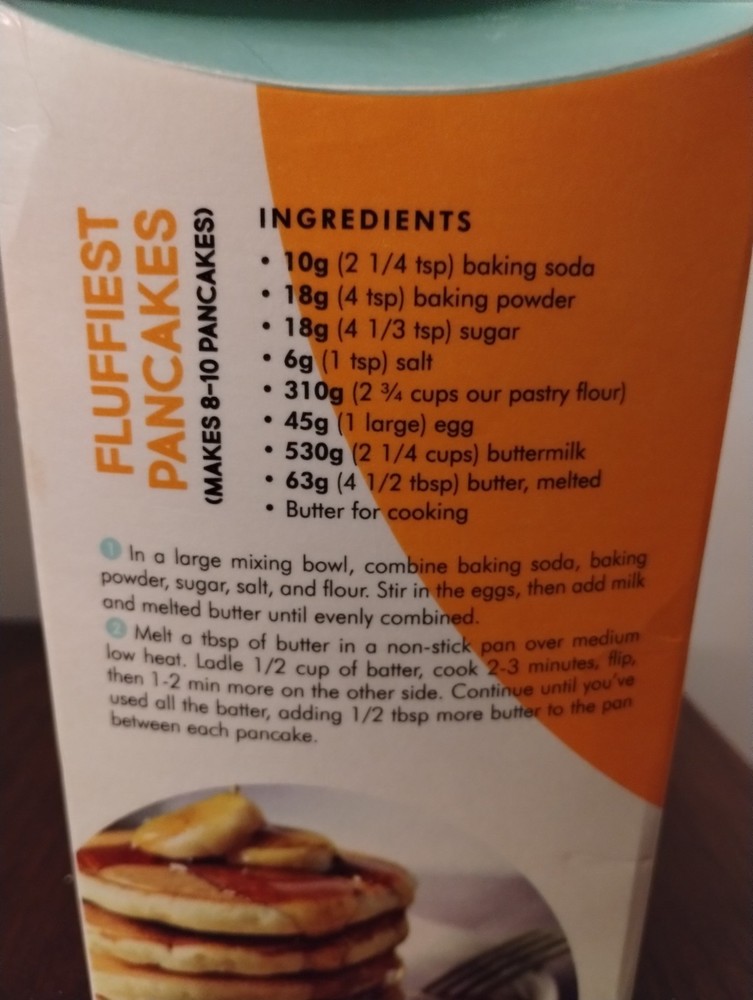 FLUFFIEST
PANCAKES
(MAKES 8-10 PANCAKES)
INGREDIENTS
• 10g (2 1/4 tsp) baking soda
• 18g (4 tsp) baking powder
• 18g (4 1/3 tsp) sugar
• 6g (1 tsp) salt
• 310g (2 ¾ cups our pastry flour)
• 45g (1 large) egg
• 530g (2 1/4 cups) buttermilk
• 63g (4 1/2 tbsp) butter, melted
• Butter for cooking
1 In a large mixing bowl, combine baking soda, baking
powder, sugar, salt, and flour. Stir in the eggs, then add milk
and melted butter until evenly combined.
2 Melt a tbsp of butter in a non-stick pan over medium
low heat. Ladle 1/2 cup of batter, cook 2-3 minutes, flip,
then 1-2 min more on the other side. Continue until you've
used all the batter, adding 1/2 tbsp more butter to the pan
between each pancake.